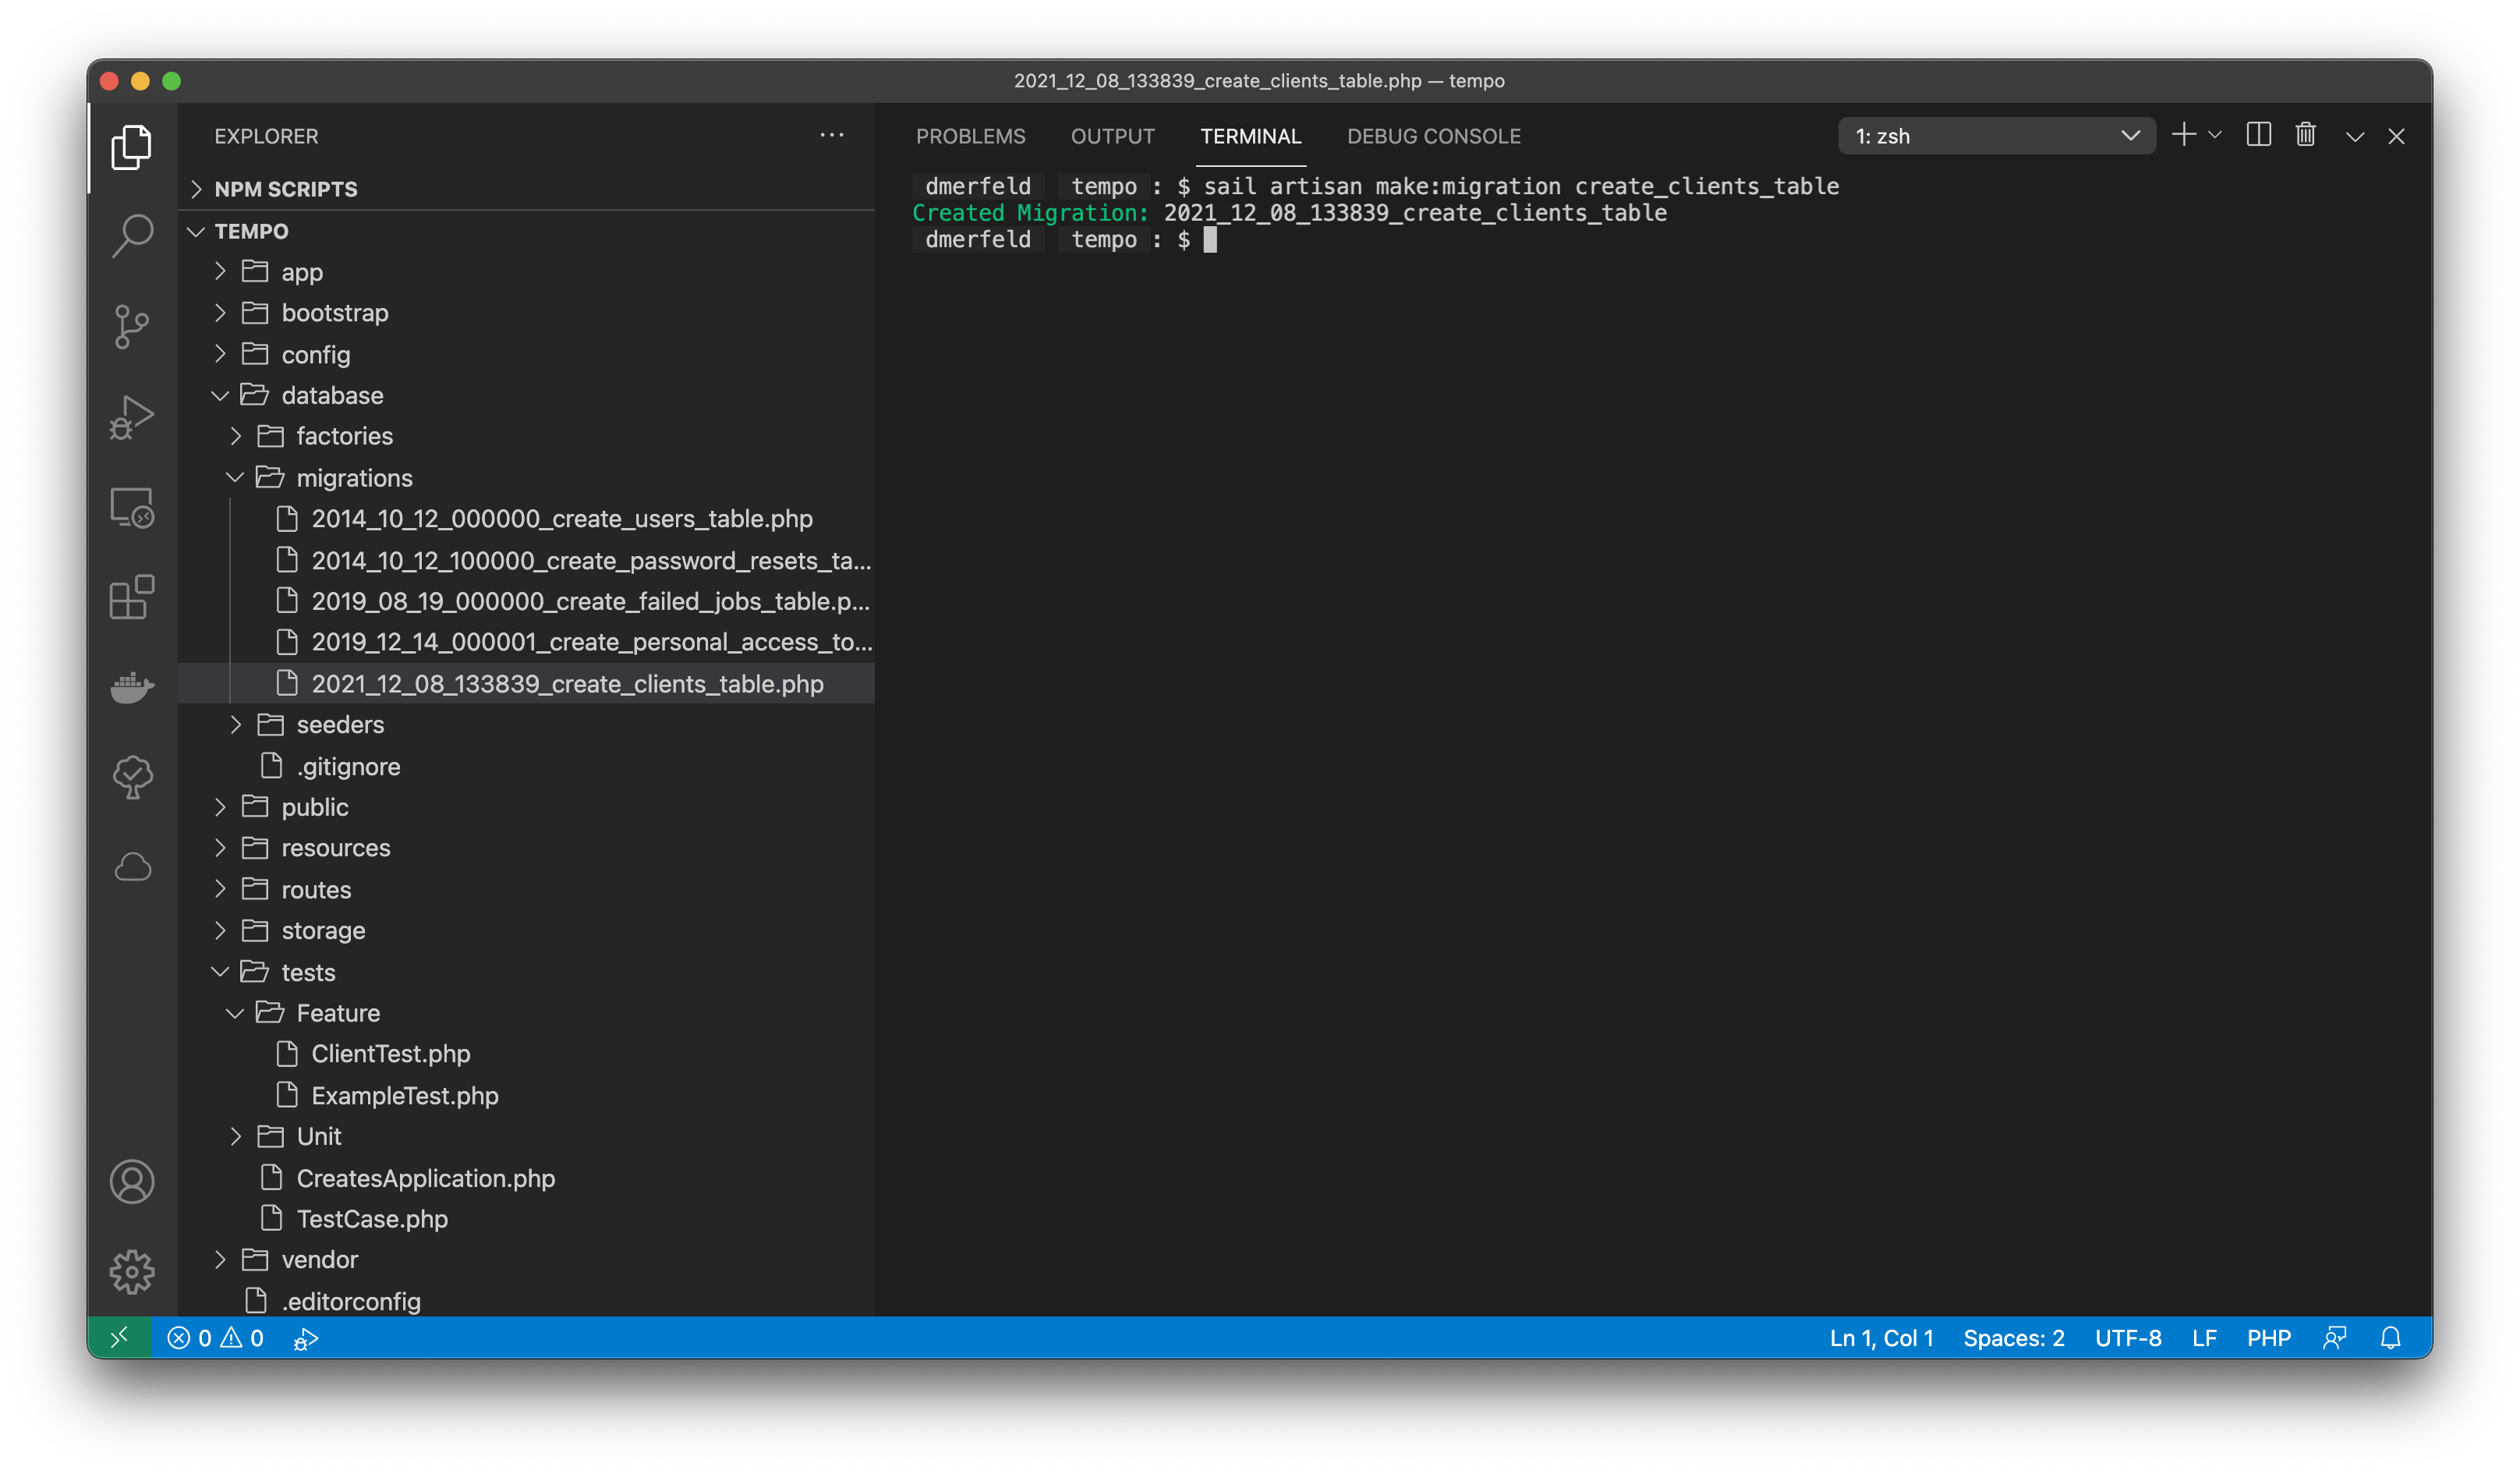 2021_12_08_133839_create_clients_table.php — tempo
EXPLORER
NPM SCRIPTS
TEMPO
app
bootstrap
config
database
factories
migrations
2014_10_12_000000_create_users_table.php
2014_10_12_100000_create_password_resets_ta...
2019_08_19_000000_create_failed_jobs_table.p...
2019_12_14_000001_create_personal_access_to...
2021_12_08_133839_create_clients_table.php
seeders
.gitignore
public
resources
routes
storage
tests
Feature
ClientTest.php
ExampleTest.php
Unit
CreatesApplication.php
TestCase.php
vendor
.editorconfig
PROBLEMS OUTPUT TERMINAL DEBUG CONSOLE 1: zsh
dmerfeld tempo : $ sail artisan make:migration create_clients_table
Created Migration: 2021_12_08_133839_create_clients_table
dmerfeld tempo : $
0 0 Ln 1, Col 1 Spaces: 2 UTF-8 LF PHP